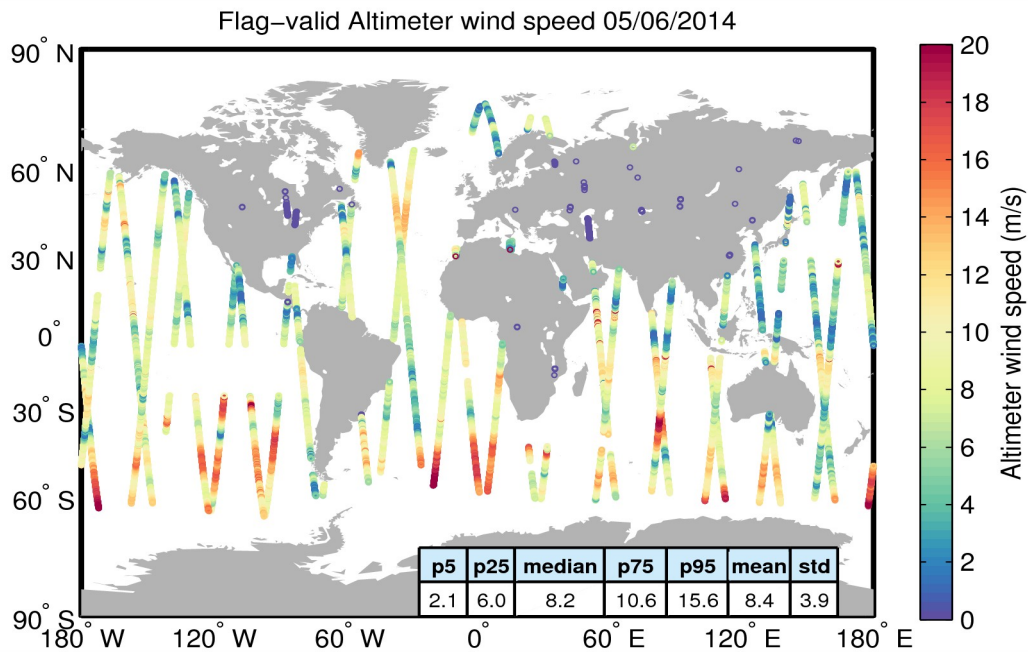 Flag−valid Altimeter wind speed 05/06/2014
90° N
60° N
30° N
0°
30° S
60° S
90° S
180° W
120° W
60° W
0°
60° E
120° E
180° E
p5 p25 median p75 p95 mean std
2.1 6.0 8.2 10.6 15.6 8.4 3.9
20
18
16
14
12
10
8
6
4
2
0
Altimeter wind speed (m/s)